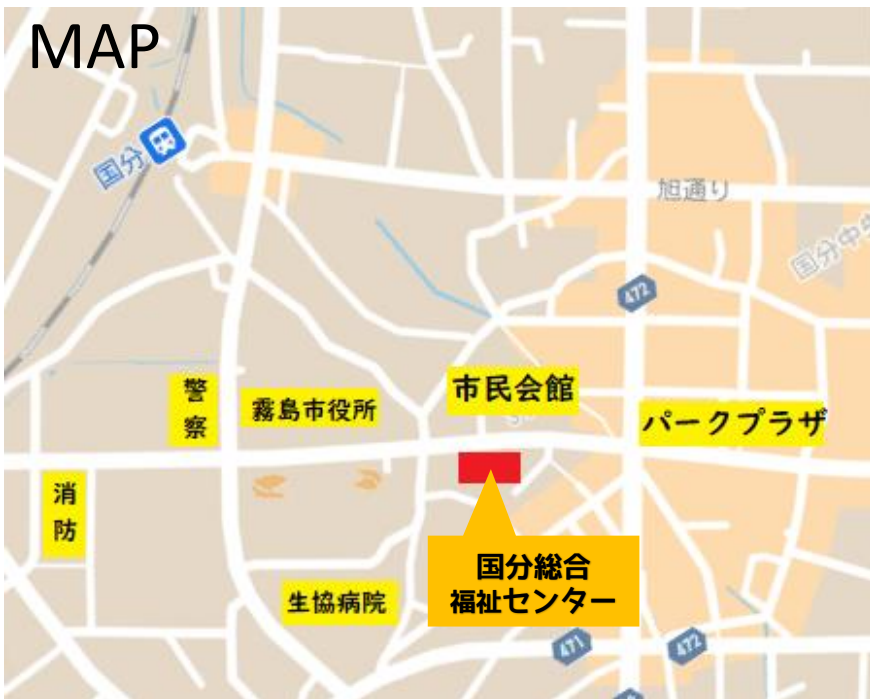 MAP
国分
旭通り
国分中央
472
市民会館
警察
霧島市役所
パークプラザ
消防
国分総合
福祉センター
生協病院
471
472